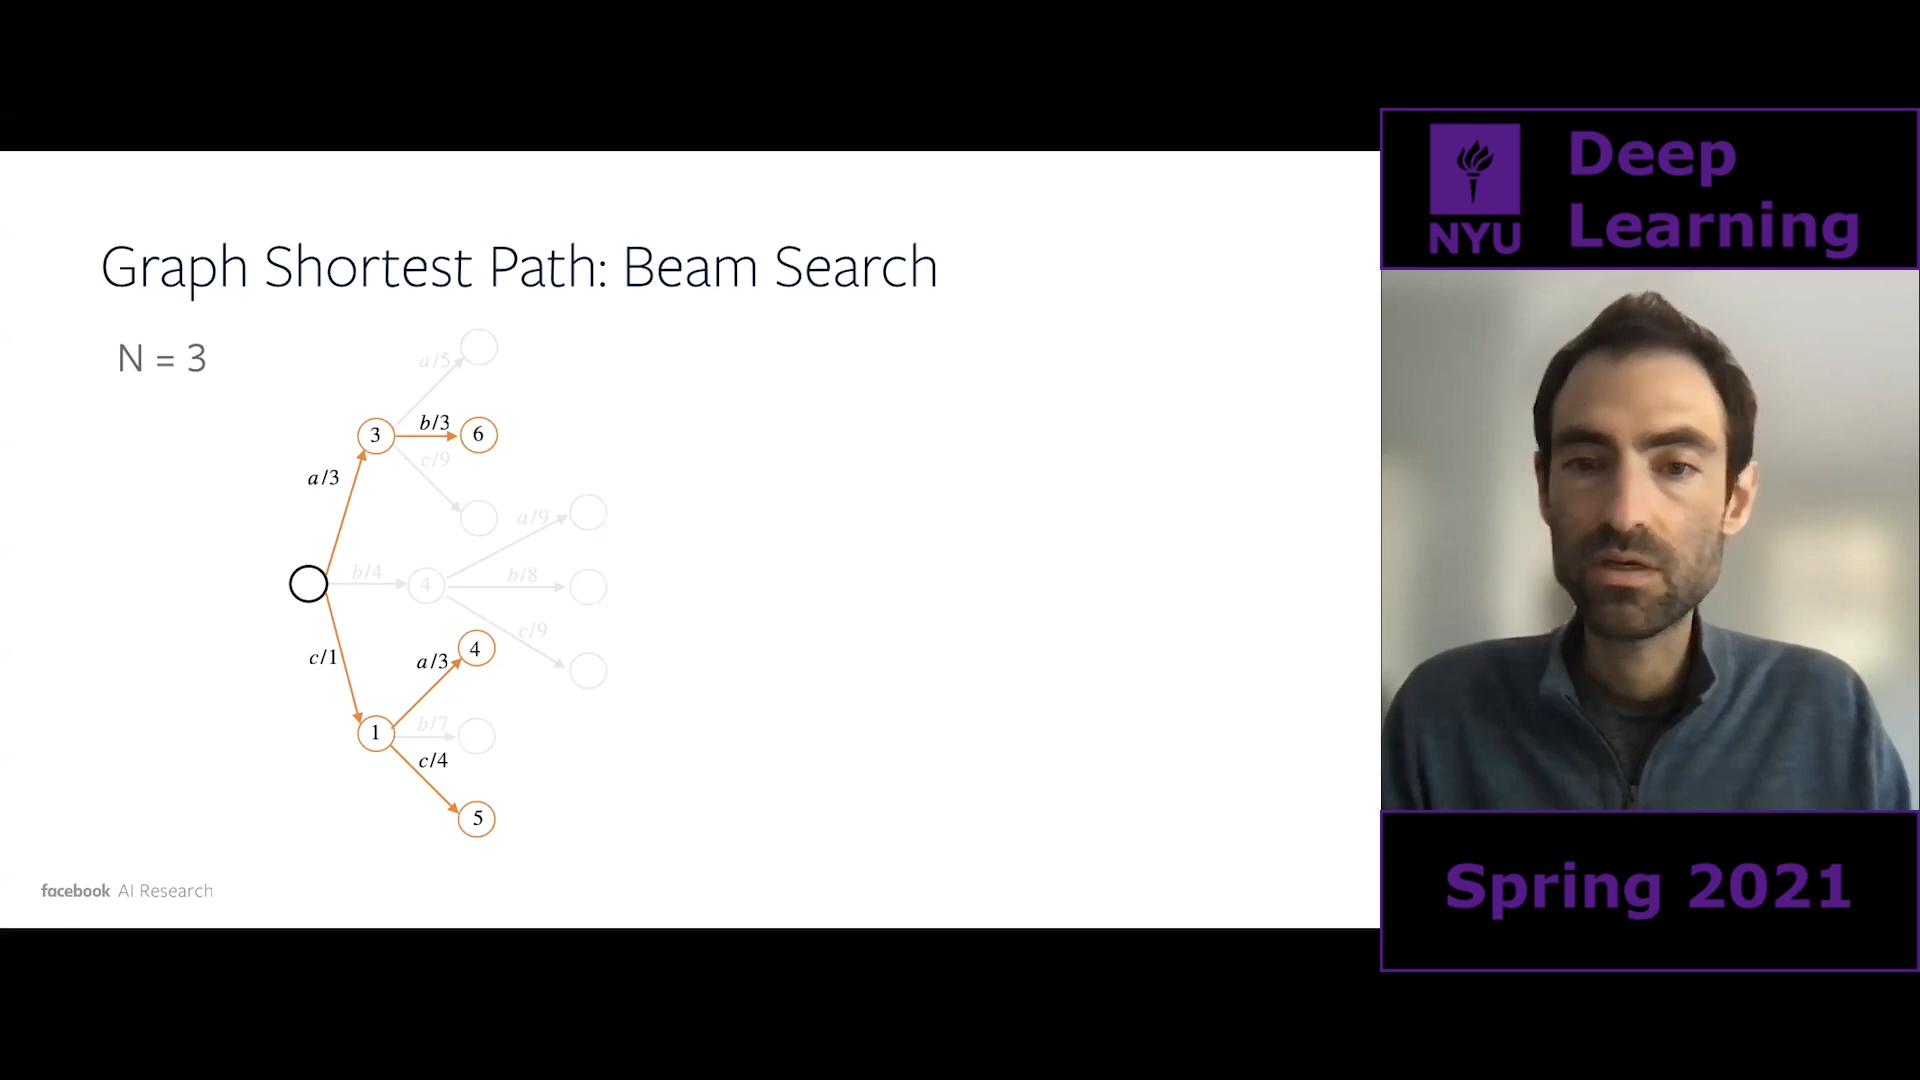 Graph Shortest Path: Beam Search
N = 3
a/5
b/3
3
6
c/9
a/3
a/9
b/4
4
b/8
c/9
c/1
a/3
4
b/7
1
c/4
5
facebook AI Research
NYU
Deep
Learning
Spring 2021